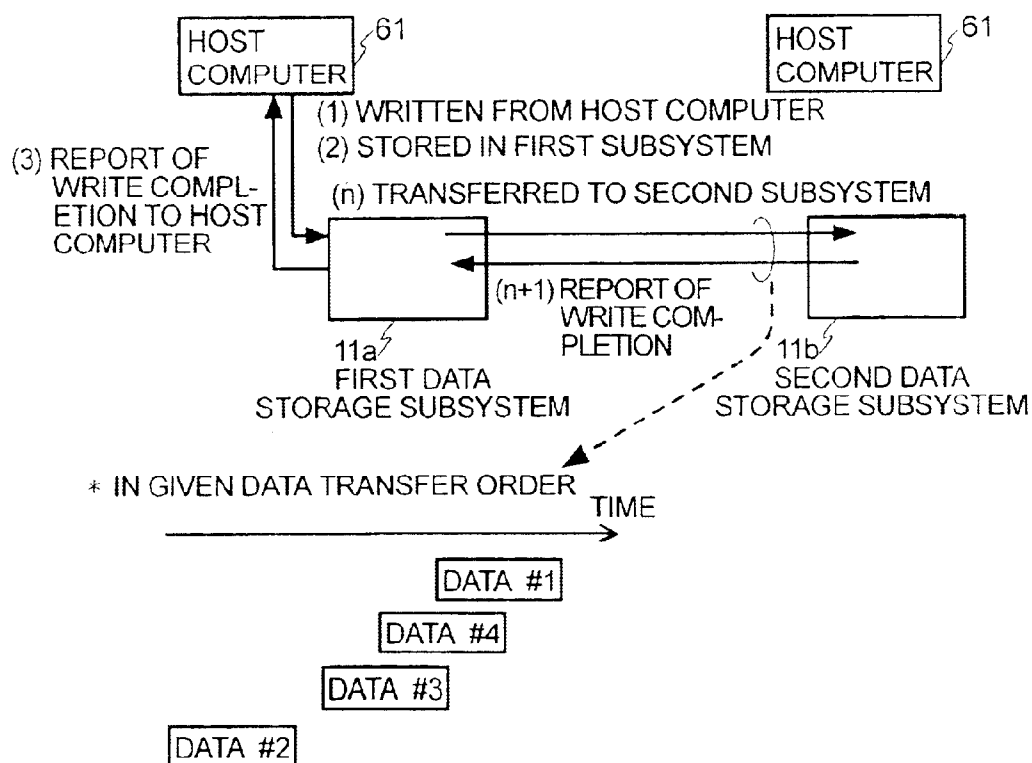 HOST
COMPUTER
61
HOST
COMPUTER
61
(1) WRITTEN FROM HOST COMPUTER
(2) STORED IN FIRST SUBSYSTEM
(3) REPORT OF
WRITE COMPL-
ETION TO HOST
COMPUTER
(n) TRANSFERRED TO SECOND SUBSYSTEM
(n+1) REPORT OF
WRITE COM-
PLETION
11a
FIRST DATA
STORAGE SUBSYSTEM
11b
SECOND DATA
STORAGE SUBSYSTEM
* IN GIVEN DATA TRANSFER ORDER
TIME
DATA #1
DATA #4
DATA #3
DATA #2